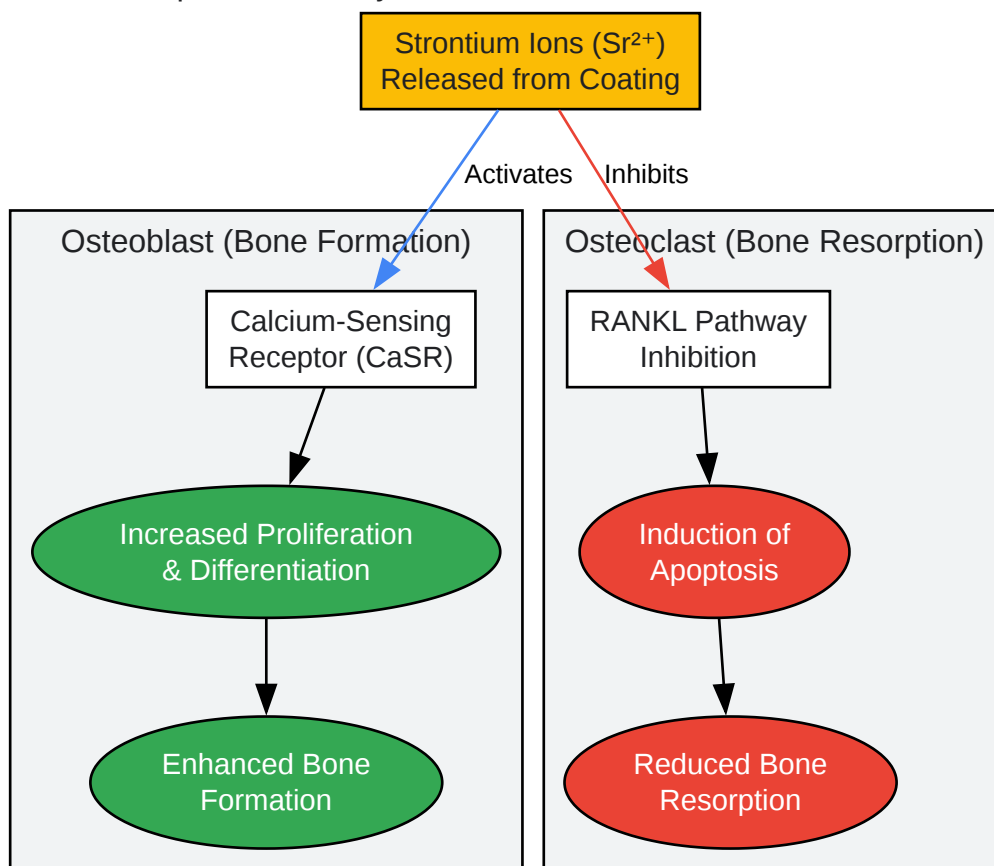 Strontium Ions (Sr²⁺)
Released from Coating
Activates
Inhibits
Osteoblast (Bone Formation)
Osteoclast (Bone Resorption)
Calcium-Sensing
Receptor (CaSR)
RANKL Pathway
Inhibition
Increased Proliferation
& Differentiation
Induction of
Apoptosis
Enhanced Bone
Formation
Reduced Bone
Resorption